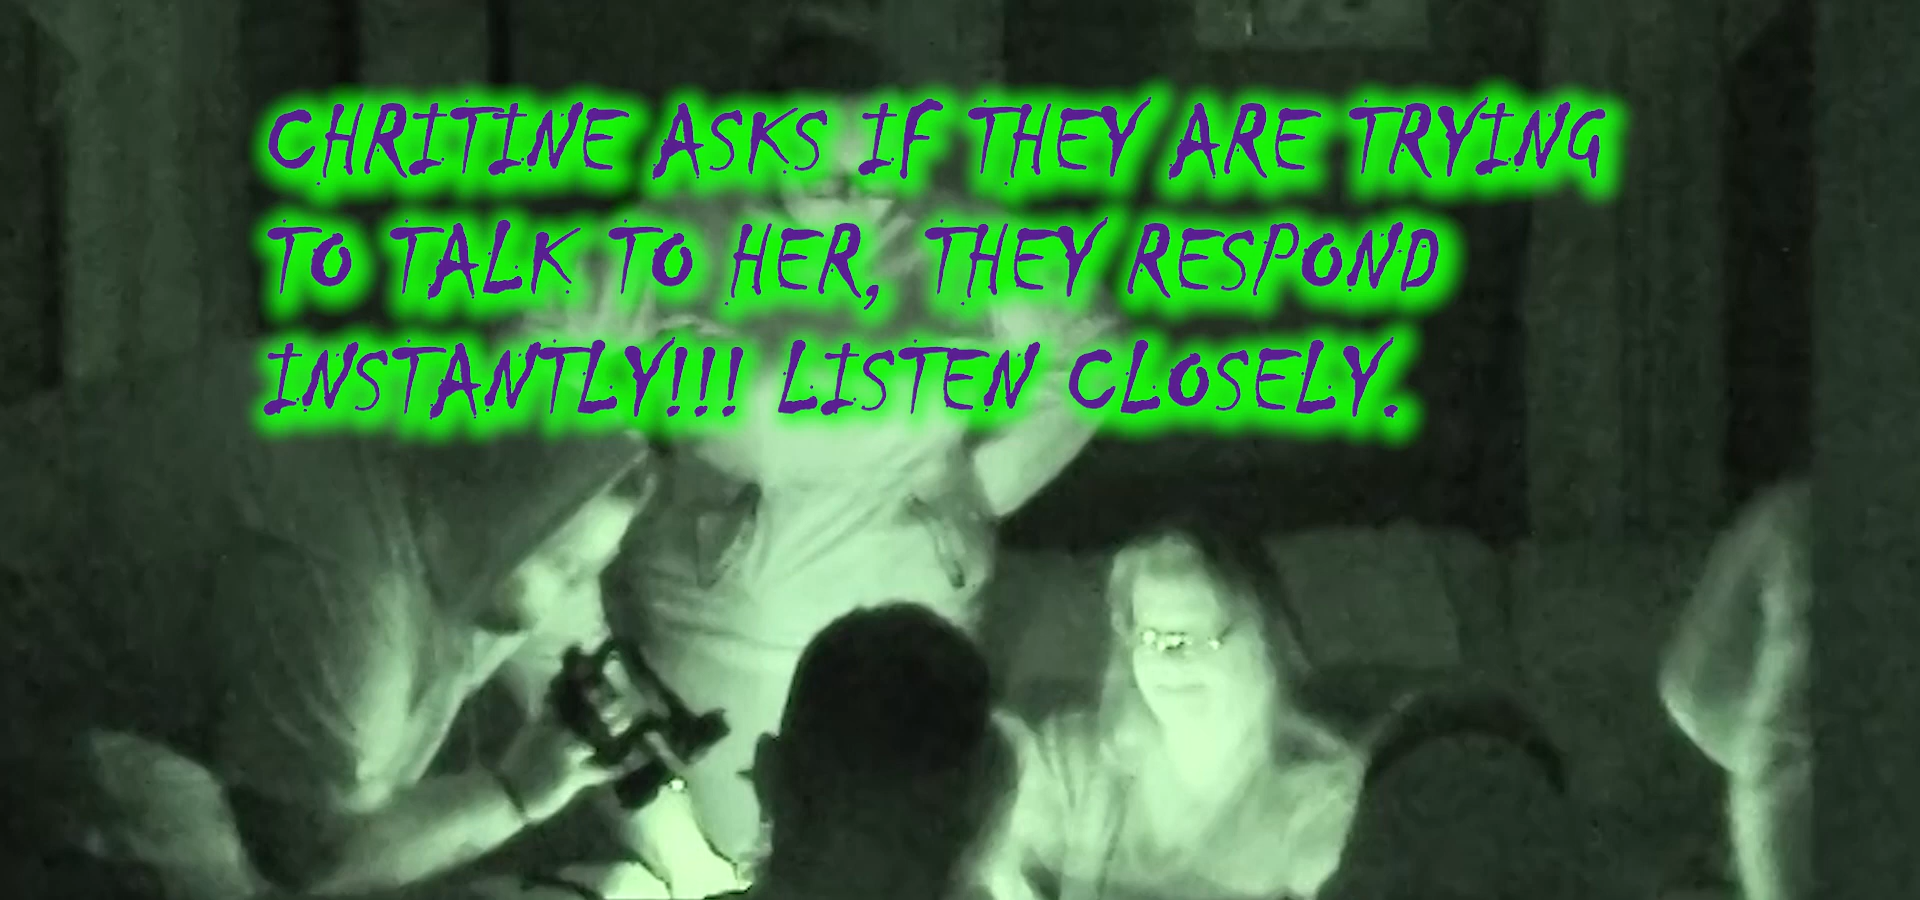 CHRITINE ASKS IF THEY ARE TRYING
TO TALK TO HER, THEY RESPOND
INSTANTLY!!! LISTEN CLOSELY.